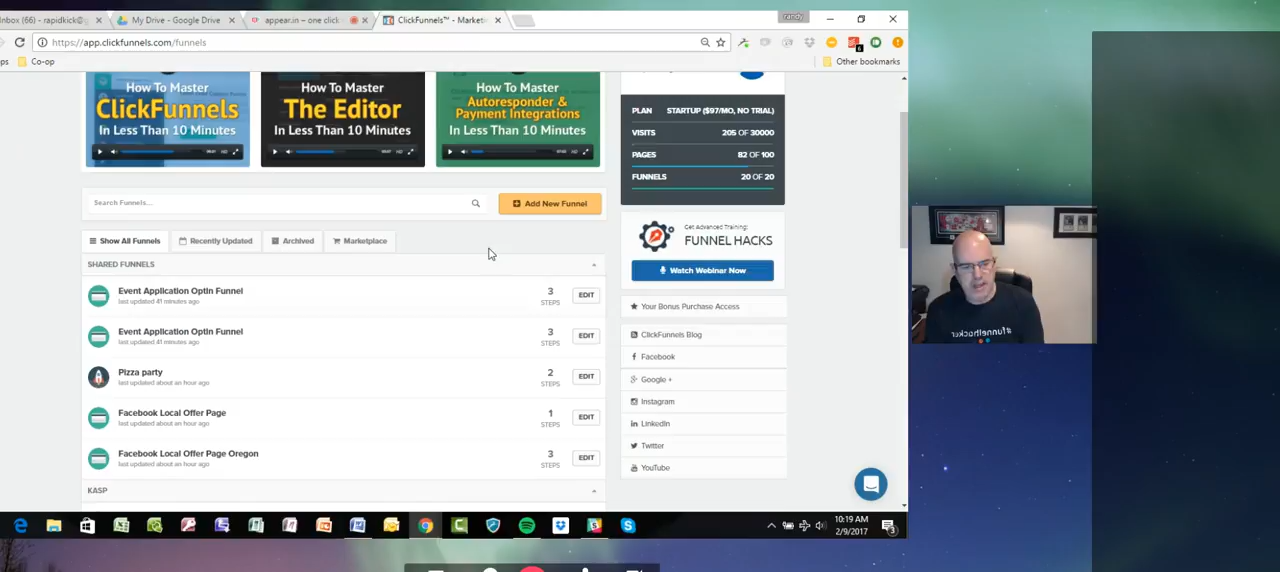 Inbox (66) - rapidkick@g
My Drive - Google Drive
appear.in – one click
ClickFunnels™ - Marketi
randy
https://app.clickfunnels.com/funnels
6
ps
Co-op
Other bookmarks
How To Master
ClickFunnels
In Less Than 10 Minutes
How To Master
The Editor
In Less Than 10 Minutes
How To Master
Autoresponder &
Payment Integrations
In Less Than 10 Minutes
PLAN STARTUP ($97/MO, NO TRIAL)
VISITS 205 OF 30000
PAGES 82 OF 100
FUNNELS 20 OF 20
Search Funnels...
Add New Funnel
Show All Funnels
Recently Updated
Archived
Marketplace
Get Advanced Training:
FUNNEL HACKS
Watch Webinar Now
SHARED FUNNELS
Event Application Optin Funnel
last updated 41 minutes ago
3
STEPS
EDIT
Event Application Optin Funnel
last updated 41 minutes ago
3
STEPS
EDIT
Pizza party
last updated about an hour ago
2
STEPS
EDIT
Facebook Local Offer Page
last updated about an hour ago
1
STEPS
EDIT
Facebook Local Offer Page Oregon
last updated about an hour ago
3
STEPS
EDIT
KASP
Your Bonus Purchase Access
ClickFunnels Blog
Facebook
Google +
Instagram
LinkedIn
Twitter
YouTube
#funnelhacker
10:19 AM
2/9/2017
3